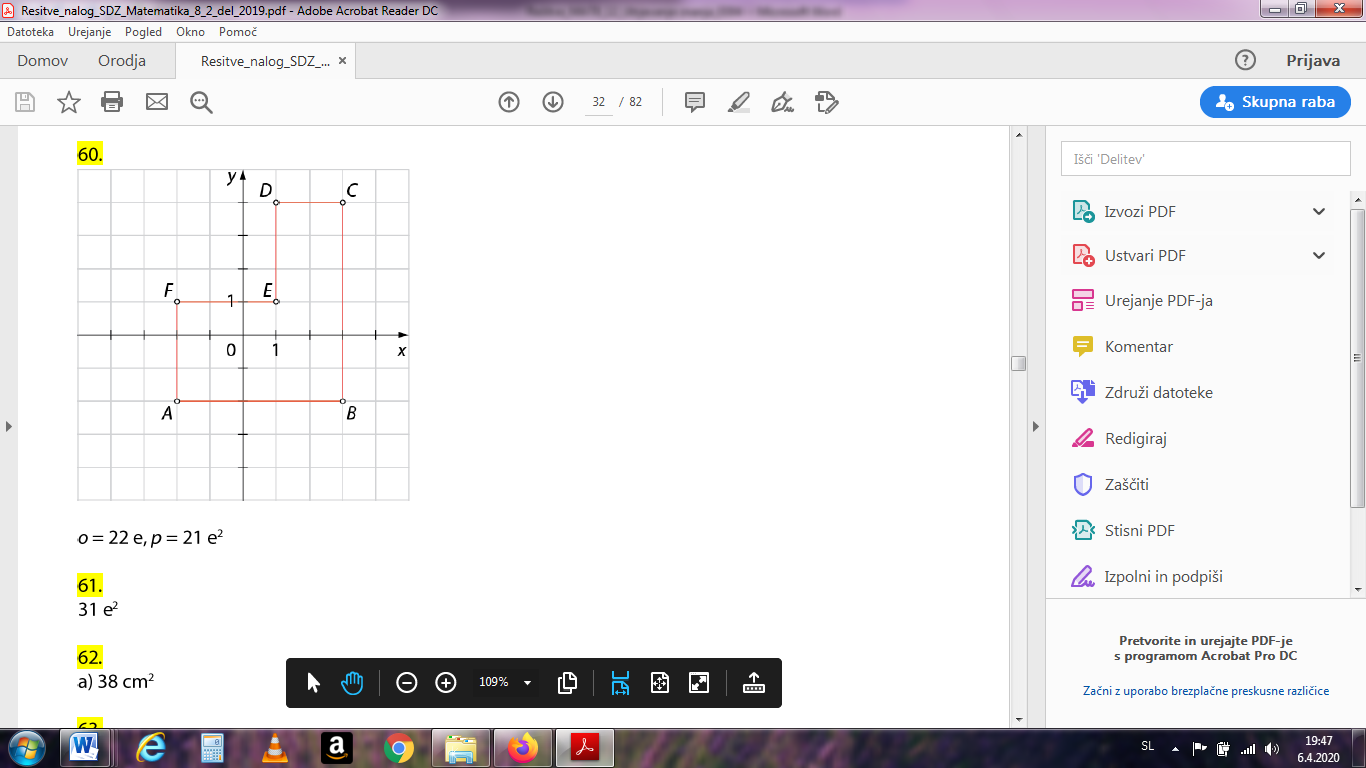 Resitve_nalog_SDZ_Matematika_8_2_del_2019.pdf - Adobe Acrobat Reader DC
Datoteka Urejanje Pogled Okno Pomoč
Domov Orodja Resitve_nalog_SDZ_... × ? Prijava
32 / 82 Skupna raba
60.
y
D C
F E
1
0 1 x
A B
o = 22 e, p = 21 e²
61.
31 e²
62.
a) 38 cm²
63.
109%
Išči 'Delitev'
Izvozi PDF
Ustvari PDF
Urejanje PDF-ja
Komentar
Združi datoteke
Redigiraj
Zaščiti
Stisni PDF
Izpolni in podpiši
Pretvorite in urejajte PDF-je
s programom Acrobat Pro DC
Začni z uporabo brezplačne preskusne različice
SL
19:47
6.4.2020